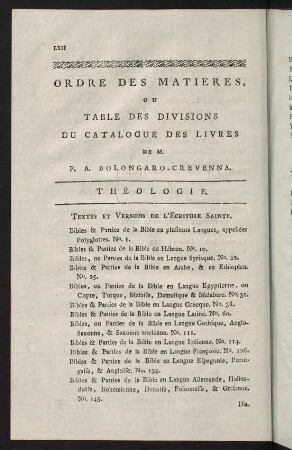 LXII
ORDRE DES MATIERES,
OU
TABLE DES DIVISIONS
DU CATALOGUE DES LIVRES
DE M.
P. A. BOLONGARO-CREVENNA.
THÉOLOGIE.
TEXTES ET VERSIONS DE L'ECRITURE SAINTE.
Bibles & Parties de la Bible en plusieurs Langues, appellées
Polyglottes. No. 1.
Bibles & Parties de la Bible en Hébreu. No. 10.
Bibles, ou Parties de la Bible en Langue Syriaque. No. 22.
Bibles & Parties de la Bible en Arabe, & en Ethiopien.
No. 25.
Bibles, ou Parties de la Bible en Langue Egyptienne, ou
Copte, Turque, Malaise, Damulique & Malabare. No. 31.
Bibles & Parties de la Bible en Langue Grecque. No. 38.
Bibles & Parties de la Bible en Langue Latine. No. 60.
Bibles, ou Parties de la Bible en Langue Gothique, Anglo-
Saxonne, & Saxonne ancienne. No. 111.
Bibles & Parties de la Bible en Langue Italienne. No. 114.
Bibles & Parties de la Bible en Langue Françoise. No. 126.
Bibles & Parties de la Bible en Langue Espagnole, Portu-
gaise, & Angloise. No. 134.
Bibles & Parties de la Bible en Langue Allemande, Hollan-
doise, Bohémienne, Danoise, Polonnoise, & Grisonne.
No. 145.